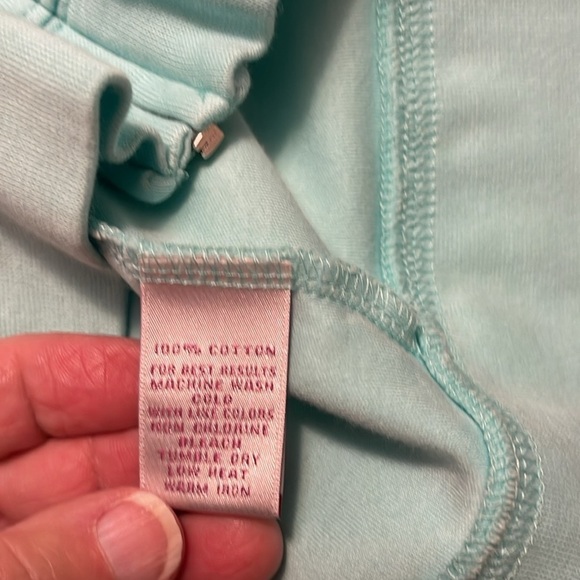 100% COTTON
FOR BEST RESULTS
MACHINE WASH
COLD
WITH LIKE COLORS
CHLORINE
BLEACH
TUMBLE DRY
LOW HEAT
WARM IRON